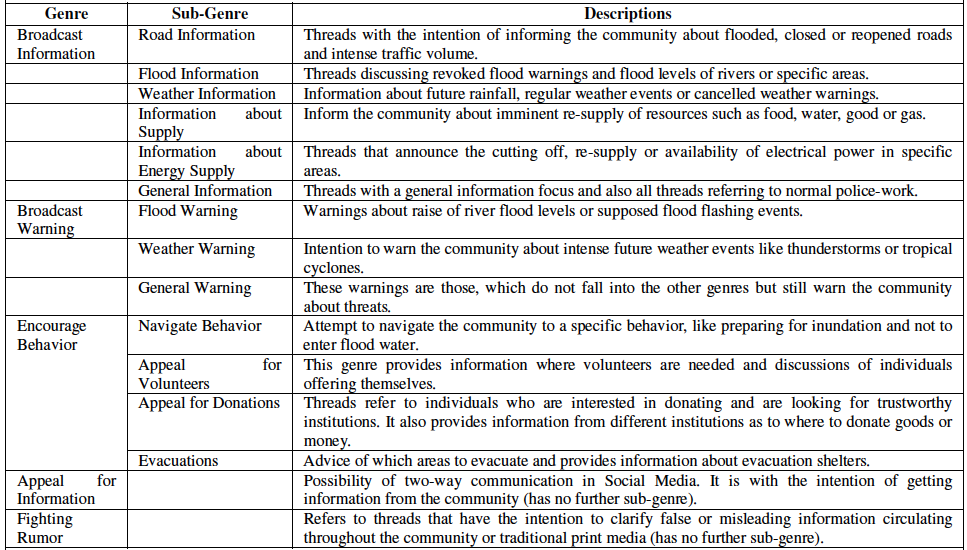 Genre Sub-Genre Descriptions
Broadcast Road Information Threads with the intention of informing the community about flooded, closed or reopened roads
Information and intense traffic volume.
Flood Information Threads discussing revoked flood warnings and flood levels of rivers or specific areas.
Weather Information Information about future rainfall, regular weather events or cancelled weather warnings.
Information about Inform the community about imminent re-supply of resources such as food, water, good or gas.
Supply
Information about Threads that announce the cutting off, re-supply or availability of electrical power in specific
Energy Supply areas.
General Information Threads with a general information focus and also all threads referring to normal police-work.
Broadcast Flood Warning Warnings about raise of river flood levels or supposed flood flashing events.
Warning
Weather Warning Intention to warn the community about intense future weather events like thunderstorms or tropical
cyclones.
General Warning These warnings are those, which do not fall into the other genres but still warn the community
about threats.
Encourage Navigate Behavior Attempt to navigate the community to a specific behavior, like preparing for inundation and not to
Behavior enter flood water.
Appeal for This genre provides information where volunteers are needed and discussions of individuals
Volunteers offering themselves.
Appeal for Donations Threads refer to individuals who are interested in donating and are looking for trustworthy
institutions. It also provides information from different institutions as to where to donate goods or
money.
Evacuations Advice of which areas to evacuate and provides information about evacuation shelters.
Appeal for Possibility of two-way communication in Social Media. It is with the intention of getting
Information information from the community (has no further sub-genre).
Fighting Refers to threads that have the intention to clarify false or misleading information circulating
Rumor throughout the community or traditional print media (has no further sub-genre).